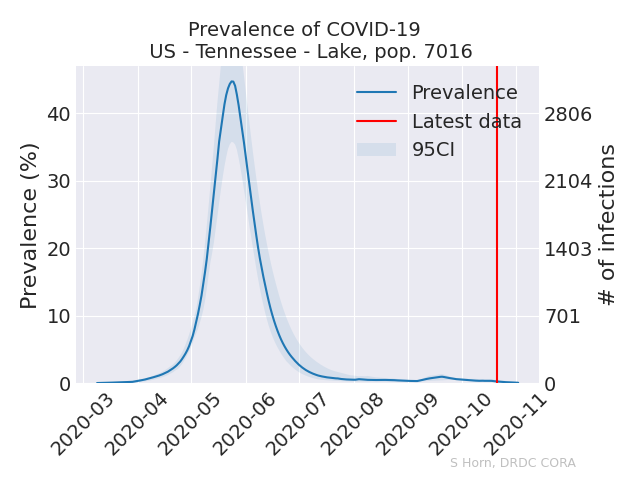 Prevalence of COVID-19
US - Tennessee - Lake, pop. 7016
Prevalence
Latest data
95CI
Prevalence (%)
40
30
20
10
0
# of infections
2806
2104
1403
701
0
2020-03
2020-04
2020-05
2020-06
2020-07
2020-08
2020-09
2020-10
2020-11
S Horn, DRDC CORA